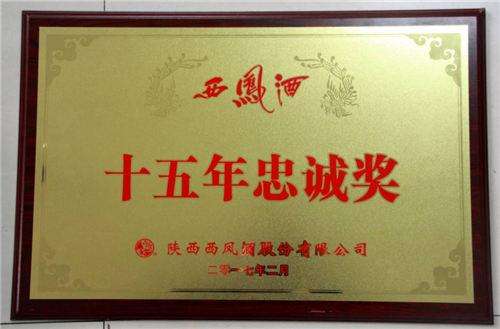 西鳳酒
十五年忠诚奖
陕西西凤酒股份有限公司
二零一七年二月